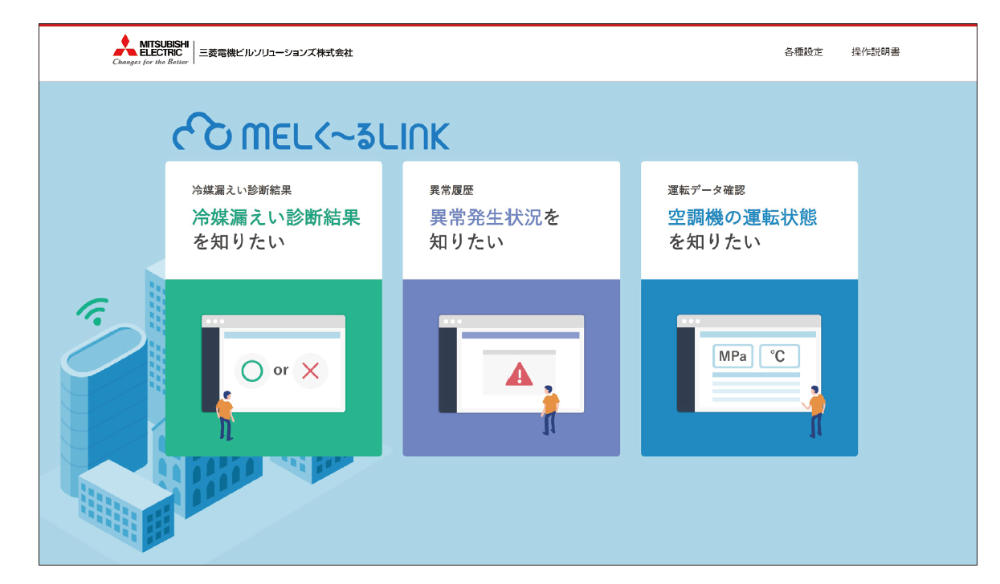 MITSUBISHI
ELECTRIC
Changes for the Better
三菱電機ビルソリューションズ株式会社
各種設定
操作説明書
MELく〜るLINK
冷媒漏えい診断結果
冷媒漏えい診断結果
を知りたい
or
異常履歴
異常発生状況を
知りたい
運転データ確認
空調機の運転状態
を知りたい
MPa
℃